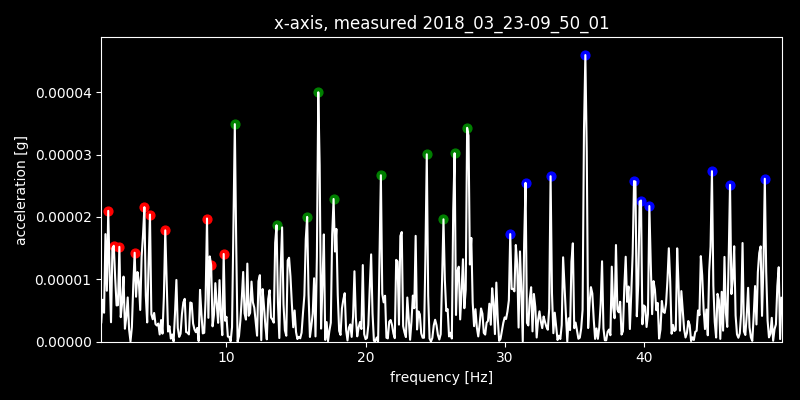 x-axis, measured 2018_03_23-09_50_01
0.00004
0.00003
0.00002
0.00001
0.00000
acceleration [g]
10 20 30 40
frequency [Hz]